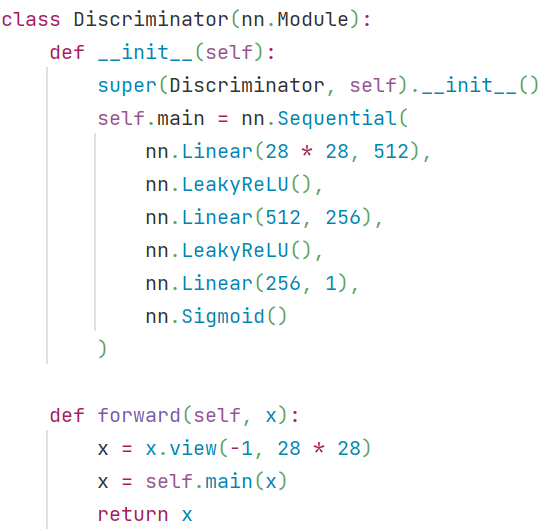 class Discriminator(nn.Module):
    def __init__(self):
        super(Discriminator, self).__init__()
        self.main = nn.Sequential(
            nn.Linear(28 * 28, 512),
            nn.LeakyReLU(),
            nn.Linear(512, 256),
            nn.LeakyReLU(),
            nn.Linear(256, 1),
            nn.Sigmoid()
        )

    def forward(self, x):
        x = x.view(-1, 28 * 28)
        x = self.main(x)
        return x